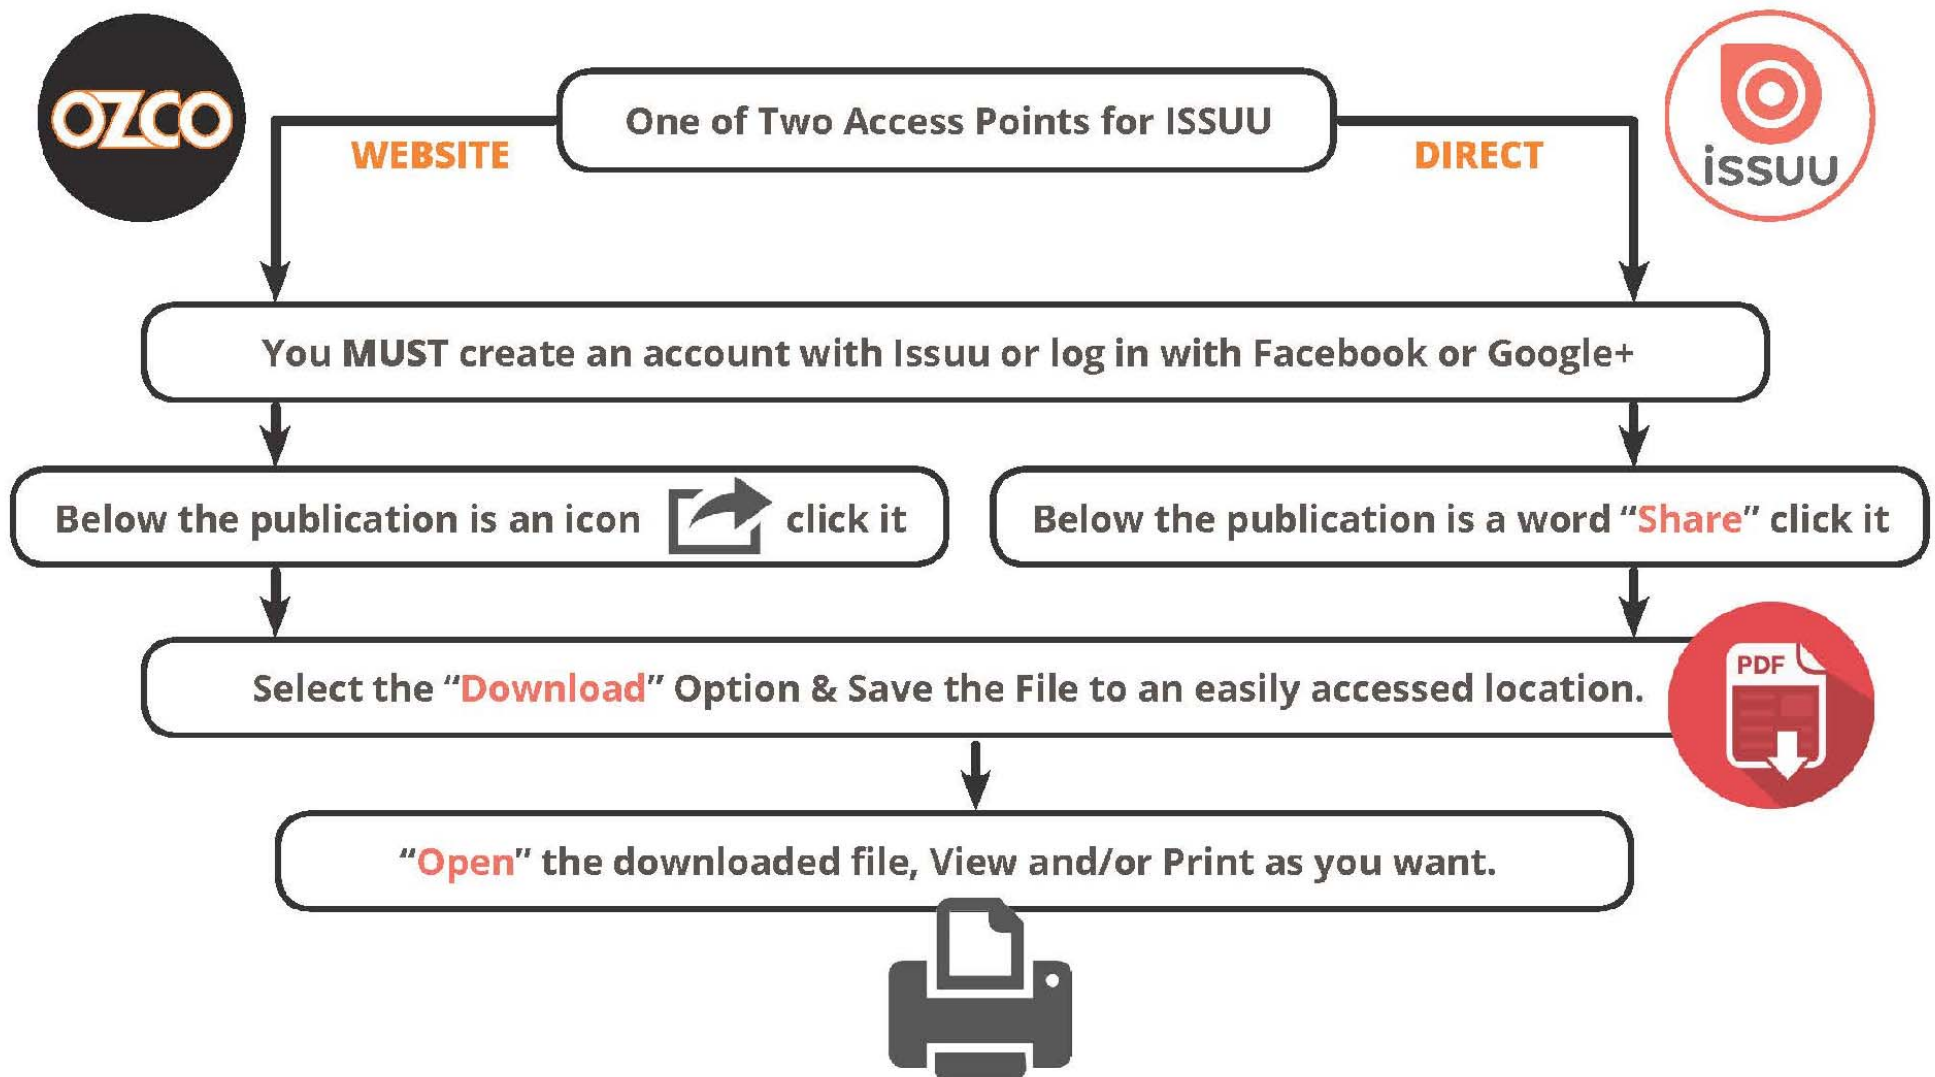 OZCO
One of Two Access Points for ISSUU
issuu
WEBSITE
DIRECT
You MUST create an account with Issuu or log in with Facebook or Google+
Below the publication is an icon click it
Below the publication is a word “Share” click it
Select the “Download” Option & Save the File to an easily accessed location.
PDF
“Open” the downloaded file, View and/or Print as you want.